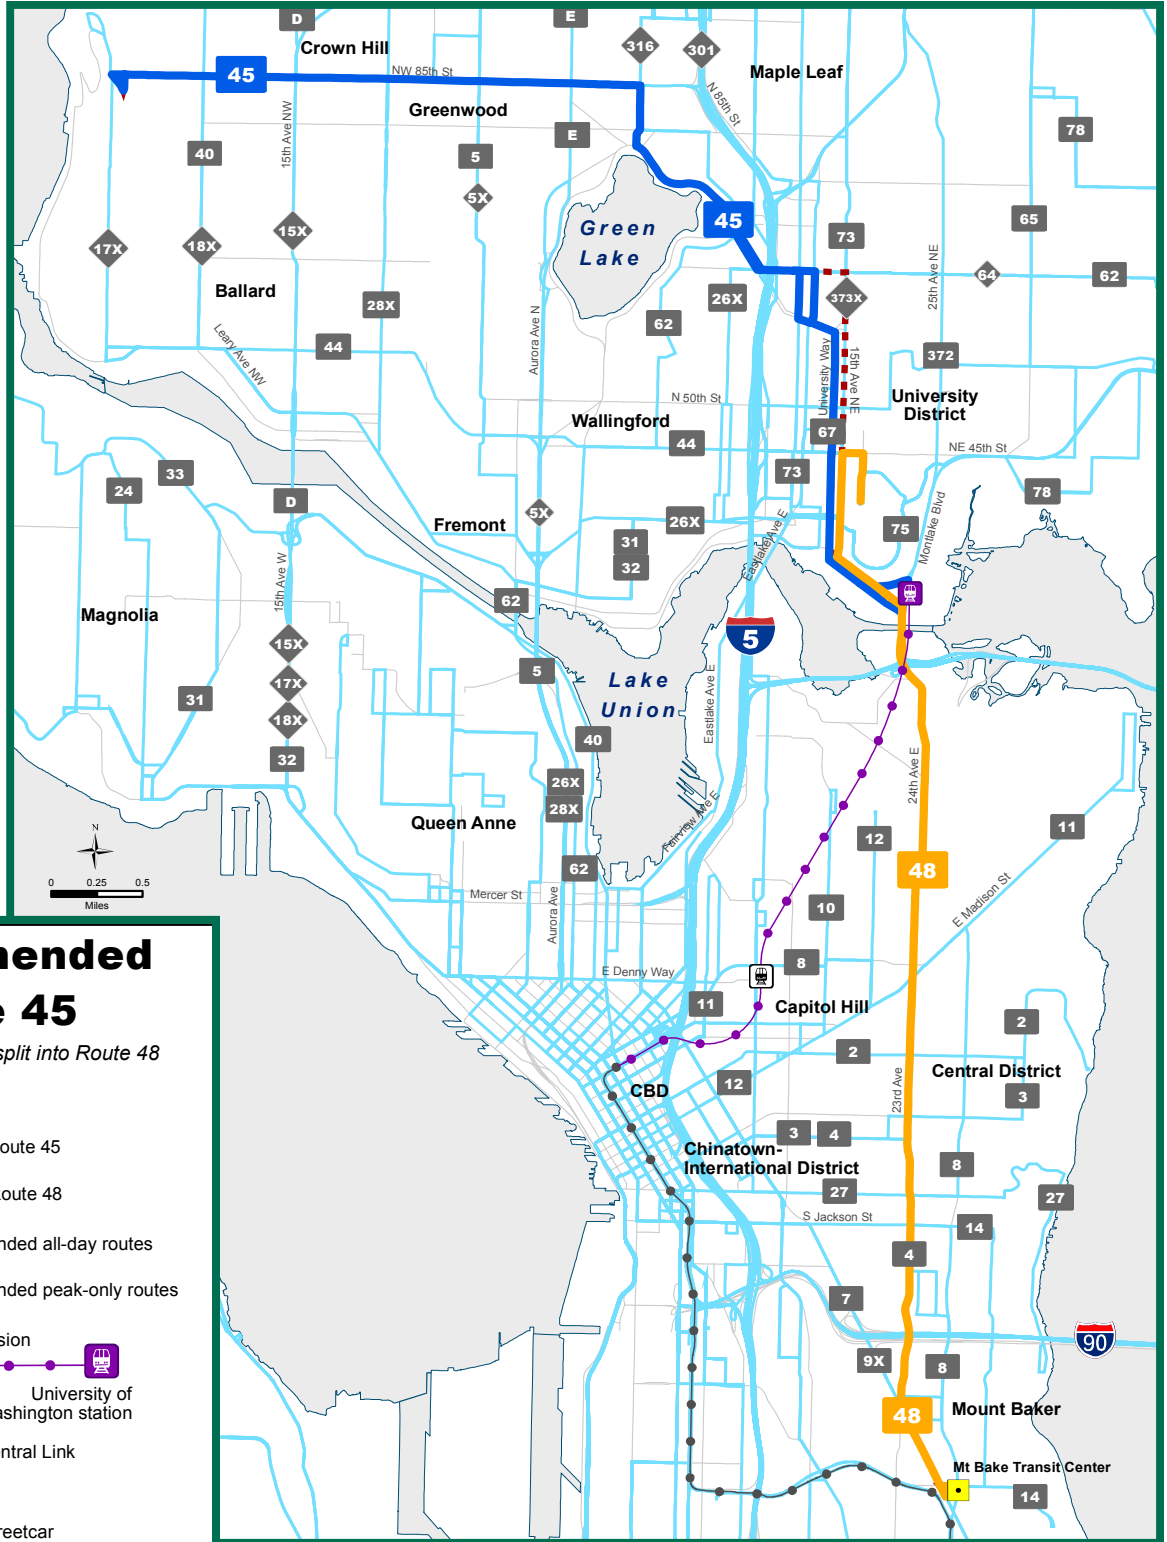 D
E
Crown Hill
316
301
Maple Leaf
45
NW 85th St
N 85th St
Greenwood
15th Ave NW
40
5
E
78
5X
45
Green
Lake
65
73
17X
18X
15X
64
62
25th Ave NE
Ballard
28X
26X
373X
62
Aurora Ave N
Leary Ave NW
44
University Way
15th Ave NE
372
N 50th St
University
District
Wallingford
44
67
NE 45th St
33
24
73
78
D
5X
26X
Fremont
75
Montlake Blvd
31
32
Eastlake Ave E
15th Ave W
62
Magnolia
5
15X
5
Lake
Union
17X
31
18X
Eastlake Ave E
40
32
24th Ave E
26X
28X
Queen Anne
Fairview Ave E
12
11
N
48
0 0.25 0.5
Miles
62
Mercer St
Aurora Ave
10
E Madison St
8
E Denny Way
11
Capitol Hill
2
2
12
CBD
Central District
23rd Ave
3
3
4
Chinatown-
International District
8
27
27
S Jackson St
14
4
7
90
9X
8
48
Mount Baker
Mt Bake Transit Center
14
nended
e 45
split into Route 48
oute 45
Route 48
nded all-day routes
nded peak-only routes
sion
University of
ashington station
entral Link
reetcar